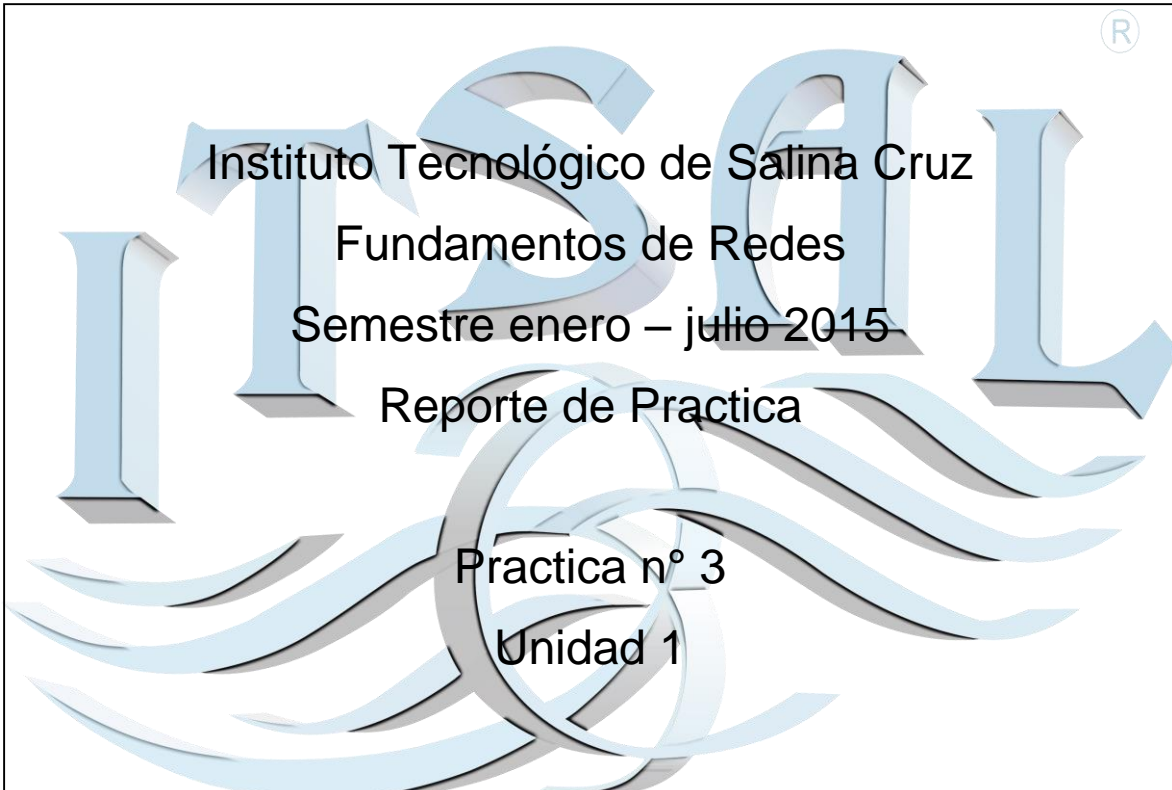 ®
ITSAL
Instituto Tecnológico de Salina Cruz
Fundamentos de Redes
Semestre enero – julio 2015
Reporte de Practica
Practica n° 3
Unidad 1